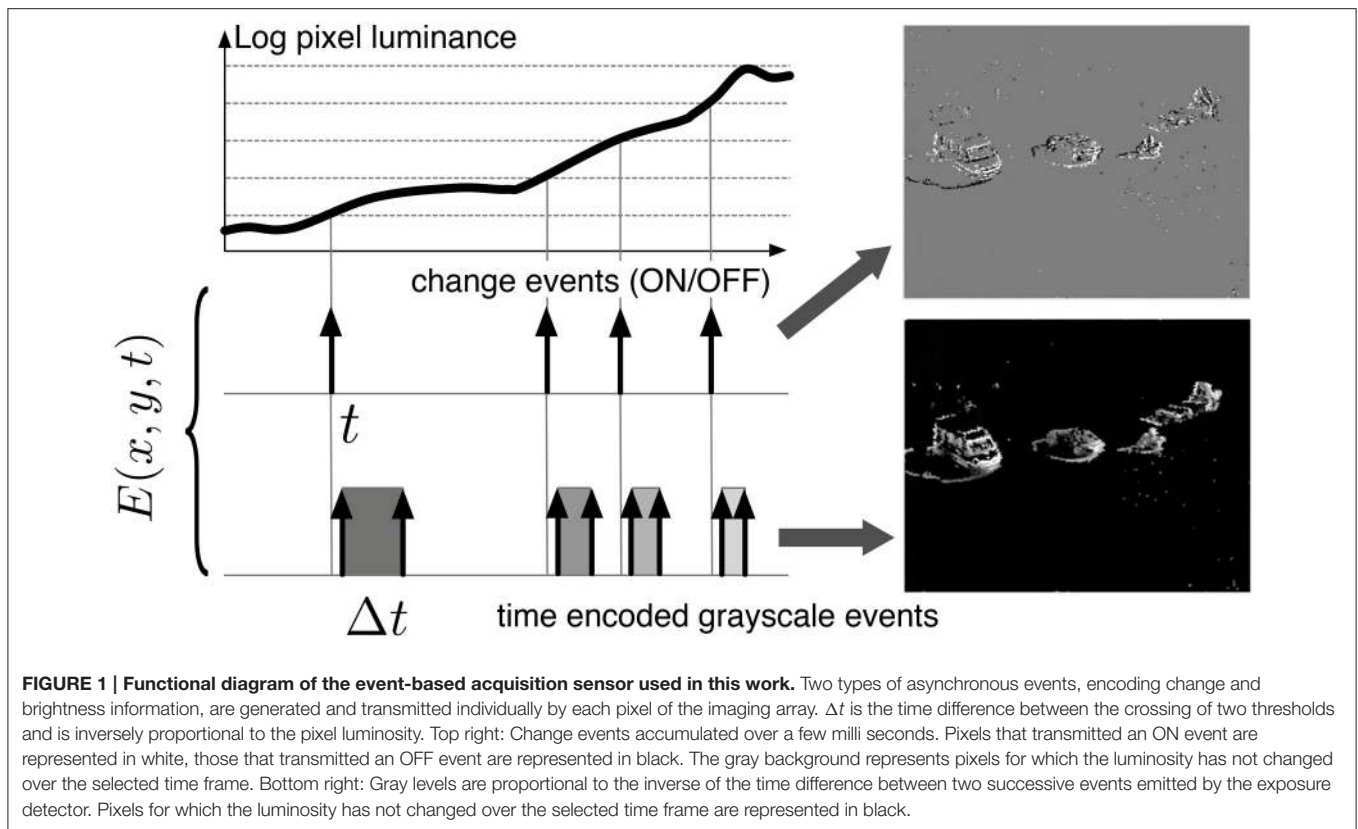 Log pixel luminance
change events (ON/OFF)
E(x, y, t)
t
Δt
time encoded grayscale events
FIGURE 1 | Functional diagram of the event-based acquisition sensor used in this work. Two types of asynchronous events, encoding change and
brightness information, are generated and transmitted individually by each pixel of the imaging array. Δt is the time difference between the crossing of two thresholds
and is inversely proportional to the pixel luminosity. Top right: Change events accumulated over a few milli seconds. Pixels that transmitted an ON event are
represented in white, those that transmitted an OFF event are represented in black. The gray background represents pixels for which the luminosity has not changed
over the selected time frame. Bottom right: Gray levels are proportional to the inverse of the time difference between two successive events emitted by the exposure
detector. Pixels for which the luminosity has not changed over the selected time frame are represented in black.